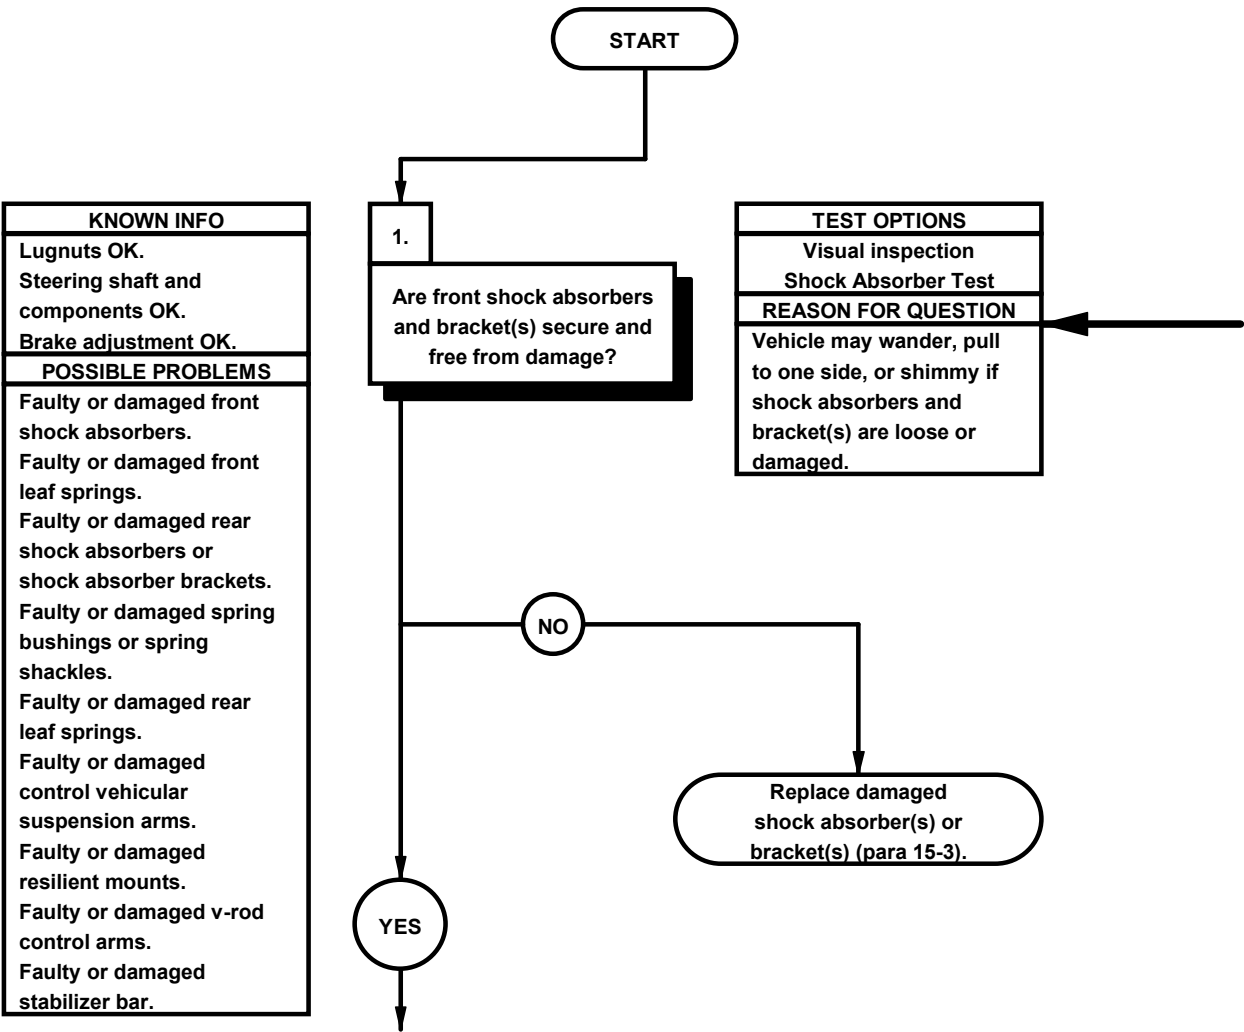 START
KNOWN INFO
Lugnuts OK.
Steering shaft and
components OK.
Brake adjustment OK.
POSSIBLE PROBLEMS
Faulty or damaged front
shock absorbers.
Faulty or damaged front
leaf springs.
Faulty or damaged rear
shock absorbers or
shock absorber brackets.
Faulty or damaged spring
bushings or spring
shackles.
Faulty or damaged rear
leaf springs.
Faulty or damaged
control vehicular
suspension arms.
Faulty or damaged
resilient mounts.
Faulty or damaged v-rod
control arms.
Faulty or damaged
stabilizer bar.
1.
Are front shock absorbers
and bracket(s) secure and
free from damage?
TEST OPTIONS
Visual inspection
Shock Absorber Test
REASON FOR QUESTION
Vehicle may wander, pull
to one side, or shimmy if
shock absorbers and
bracket(s) are loose or
damaged.
NO
Replace damaged
shock absorber(s) or
bracket(s) (para 15-3).
YES